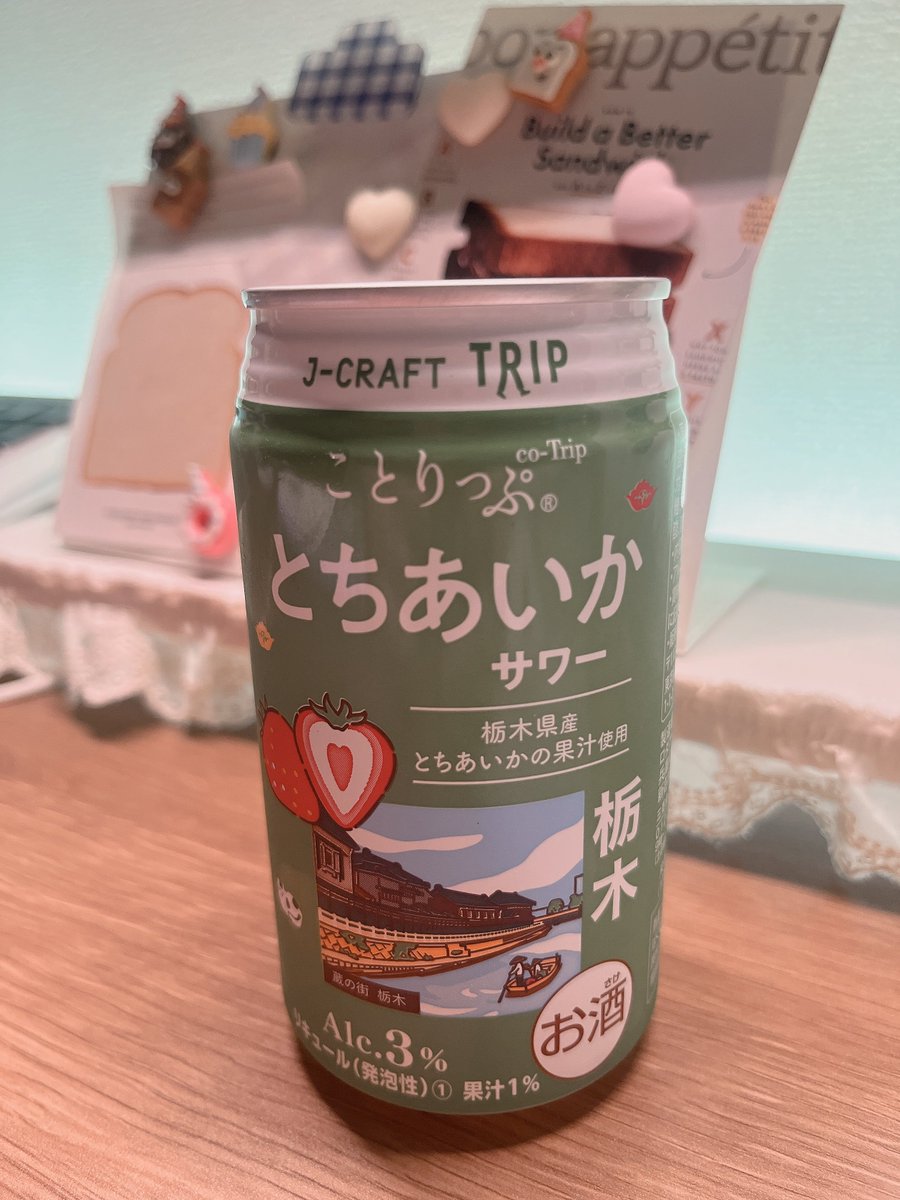 bon appétit
Build a Better
J-CRAFT TRIP
co-Trip
ことりっぷ®
とちあいか
サワー
栃木県産
とちあいかの果汁使用
栃木
蔵の街 栃木
さけ
お酒
Alc.3%
リキュール(発泡性)① 果汁1%